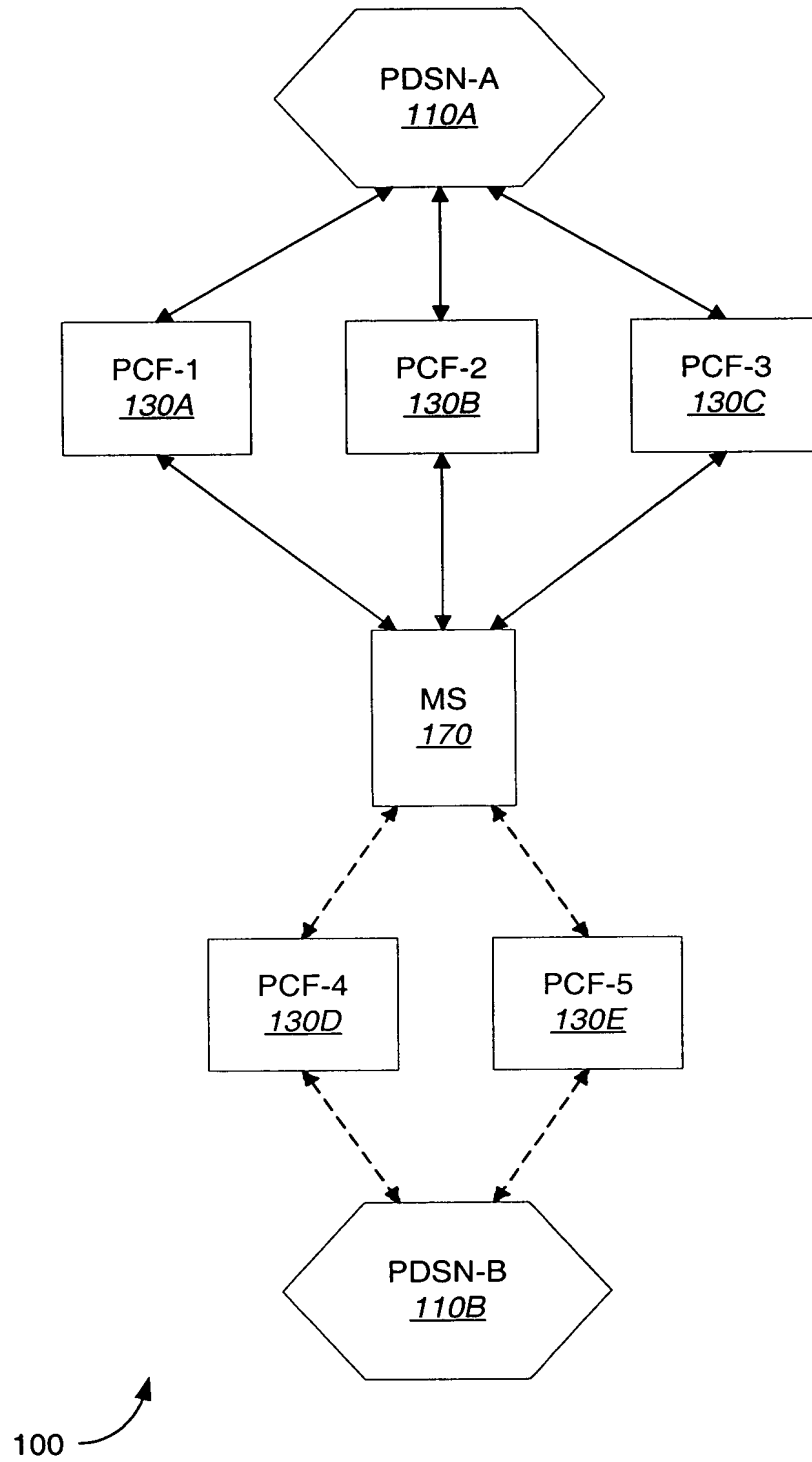 PDSN-A
110A
PCF-1
130A
PCF-2
130B
PCF-3
130C
MS
170
PCF-4
130D
PCF-5
130E
PDSN-B
110B
100